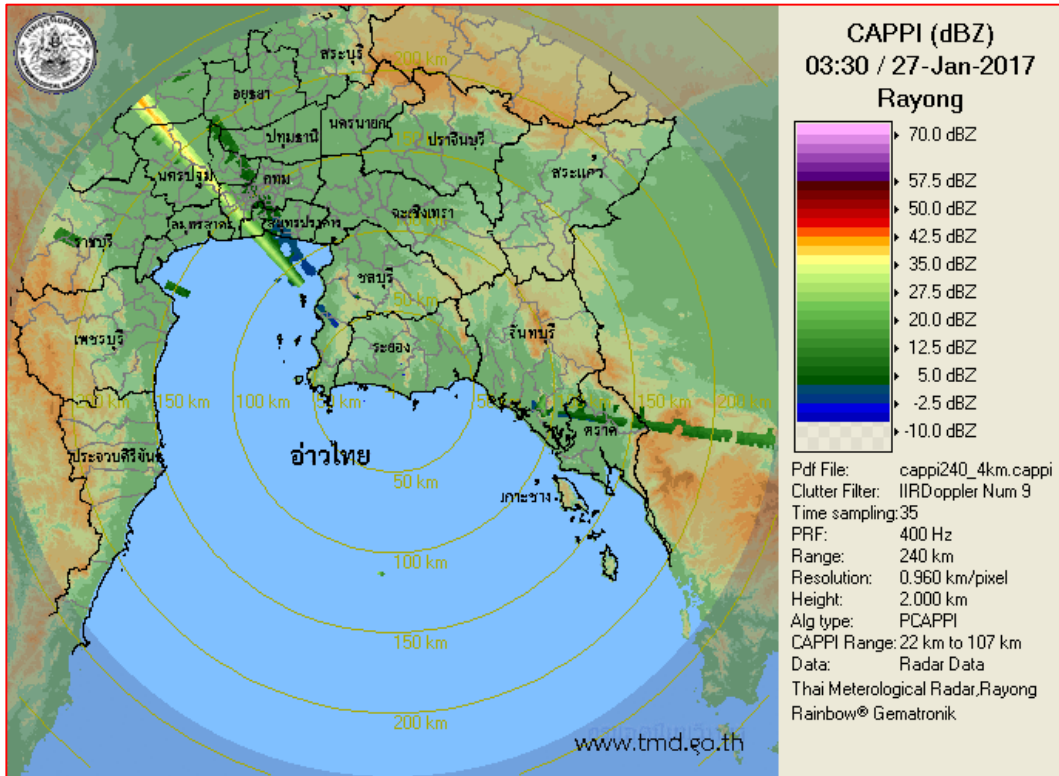 CAPPI (dBZ)
03:30 / 27-Jan-2017
Rayong
70.0 dBZ
57.5 dBZ
50.0 dBZ
42.5 dBZ
35.0 dBZ
27.5 dBZ
20.0 dBZ
12.5 dBZ
5.0 dBZ
-2.5 dBZ
-10.0 dBZ
Pdf File: cappi240_4km.cappi
Clutter Filter: IIRDoppler Num 9
Time sampling: 35
PRF: 400 Hz
Range: 240 km
Resolution: 0.960 km/pixel
Height: 2.000 km
Alg type: PCAPPI
CAPPI Range: 22 km to 107 km
Data: Radar Data
Thai Meterological Radar,Rayong
Rainbow® Gematronik
สระบุรี
200 km
อยุธยา
ปทุมธานี
นครนายก
150 km
ปราจีนบุรี
สระแก้ว
นครปฐม
กทม
ฉะเชิงเทรา
สมุทรสาคร
สมุทรปราการ
ราชบุรี
ชลบุรี
50 km
เพชรบุรี
ระยอง
จันทบุรี
200 km
150 km
100 km
50 km
50
150 km
200 km
ตราด
ประจวบคีรีขันธ์
อ่าวไทย
50 km
เกาะช้าง
100 km
150 km
200 km
www.tmd.go.th